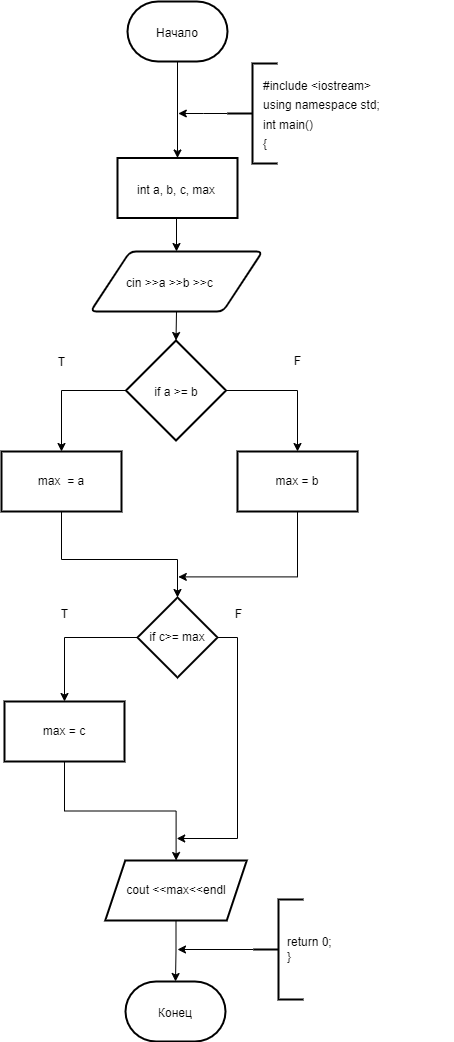 Начало
#include <iostream>
using namespace std;
int main()
{
int a, b, c, max
cin >>a >>b >>c
T
F
if a >= b
max  = a
max = b
T
F
if c>= max
max = c
cout <<max<<endl
return 0;
}
Конец